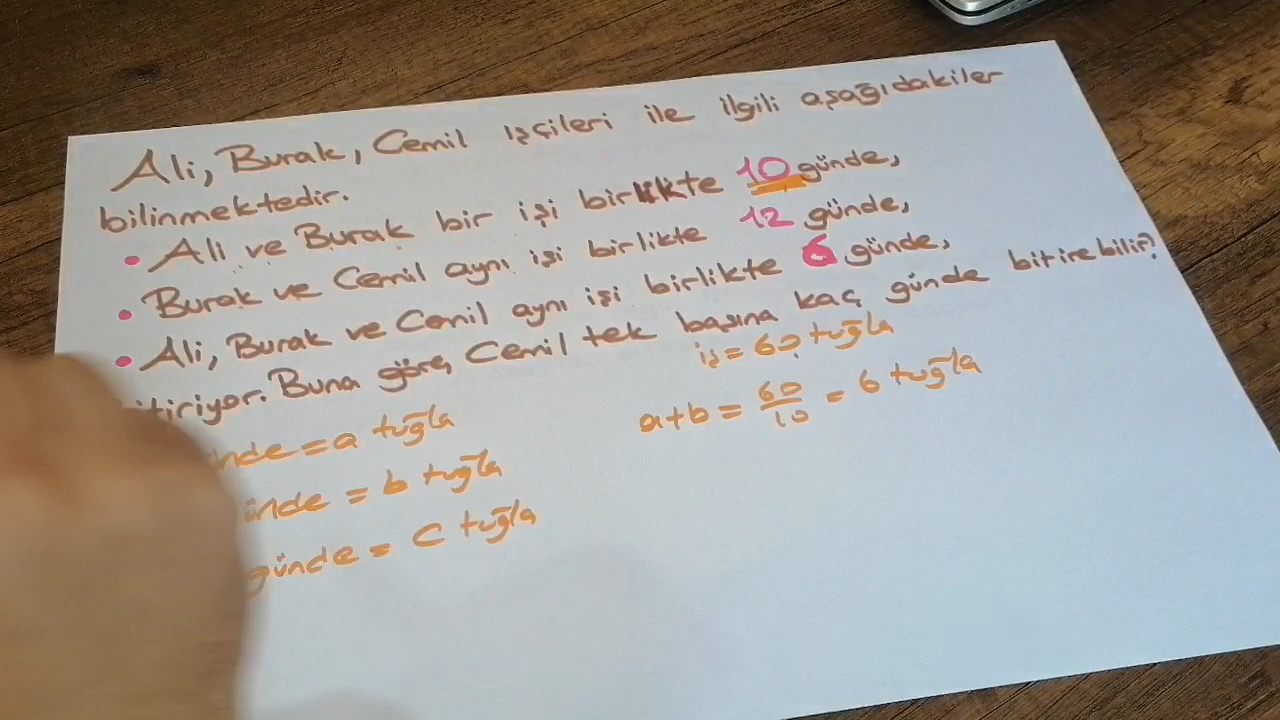 Ali, Burak, Cemil işçileri ile ilgili aşağıdakiler
bilinmektedir.
• Ali ve Burak bir işi birlikte 10 günde,
• Burak ve Cemil aynı işi birlikte 12 günde,
• Ali, Burak ve Cemil aynı işi birlikte 6 günde,
itiriyor. Buna göre, Cemil tek başına kaç günde bitirebilir?
iş = 60 tuğla
ünde = a tuğla
a+b = 60/10 = 6 tuğla
ünde = b tuğla
günde = c tuğla